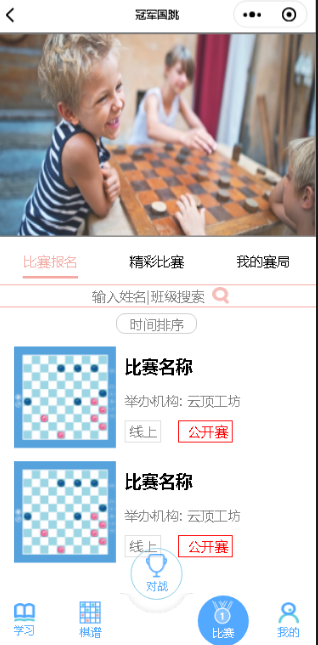 冠军国跳
比赛报名 精彩比赛 我的赛局
输入姓名|班级搜索
时间排序
比赛名称
举办机构: 云顶工坊
线上 公开赛
比赛名称
举办机构: 云顶工坊
线上 公开赛
对战
学习 棋谱 1 比赛 我的